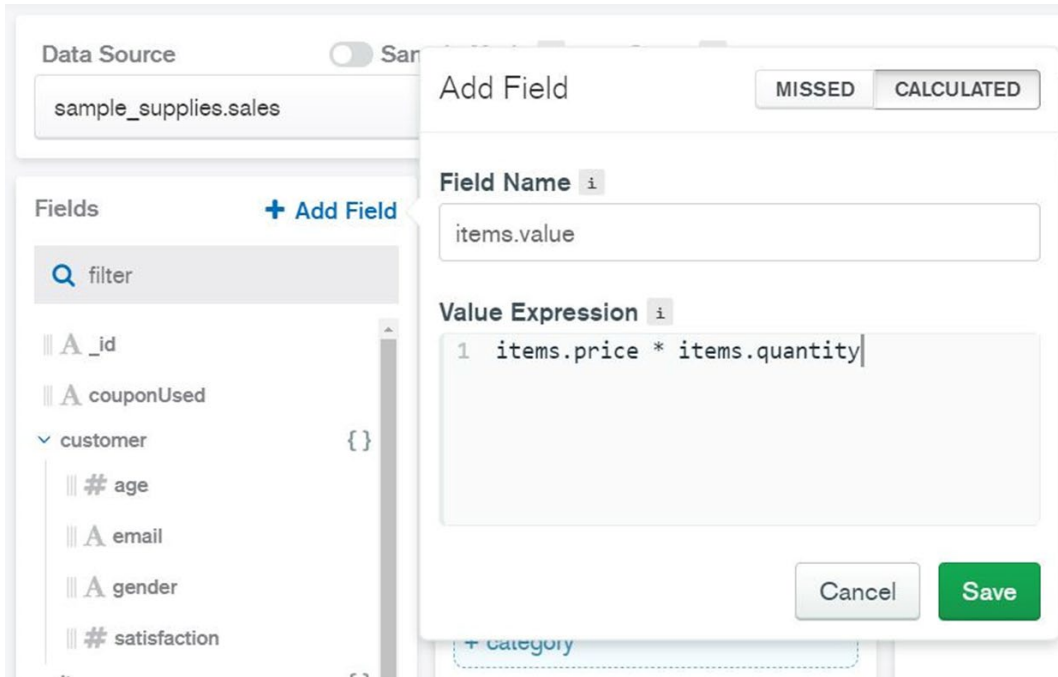 Data Source
sample_supplies.sales
Add Field
MISSED
CALCULATED
Fields
+ Add Field
Field Name i
items.value
filter
Value Expression i
1 items.price * items.quantity
A _id
A couponUsed
customer {}
# age
A email
A gender
# satisfaction
Cancel
Save
+ category